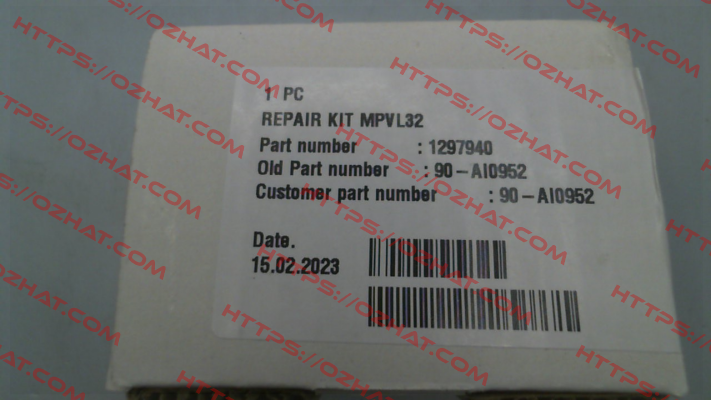 1 PC
REPAIR KIT MPVL32
Part number : 1297940
Old Part number : 90-AI0952
Customer part number : 90-AI0952
Date.
15.02.2023
HTTPS://OZHAT.COM